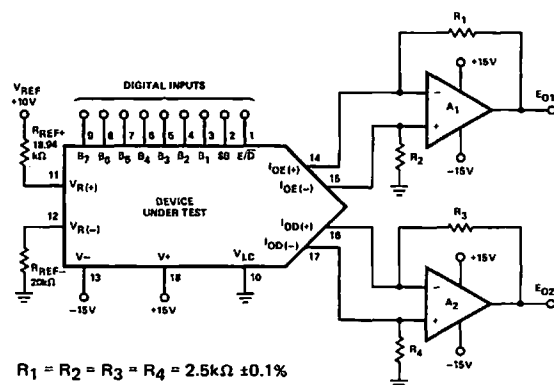 R1
+15V
VREF
+10V
DIGITAL INPUTS
RREF+
18.94
kΩ
9 8 7 6 5 4 3 2 1
B7 B6 B5 B4 B3 B2 B1 SB E/D̅
11
VR(+)
DEVICE
UNDER TEST
12
VR(-)
RREF-
20kΩ
V-
13
-15V
V+
18
+15V
VLC
10
IOE(+)
14
IOE(-)
15
IOD(+)
16
IOD(-)
17
-
+
A1
EO1
R2
-15V
R3
+15V
-
+
A2
EO2
R4
-15V
R1 = R2 = R3 = R4 = 2.5kΩ ±0.1%